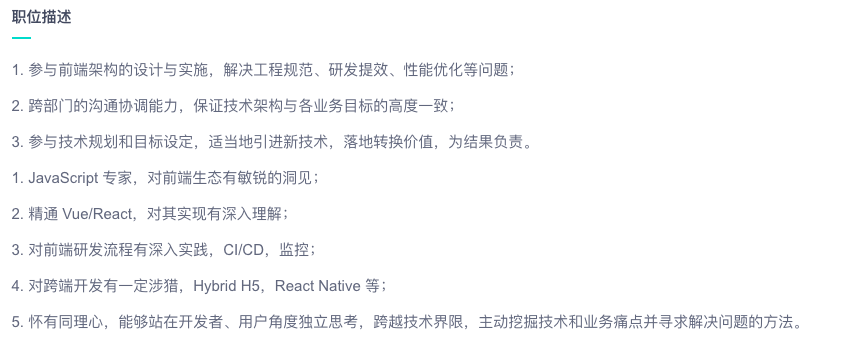 职位描述
1. 参与前端架构的设计与实施，解决工程规范、研发提效、性能优化等问题；
2. 跨部门的沟通协调能力，保证技术架构与各业务目标的高度一致；
3. 参与技术规划和目标设定，适当地引进新技术，落地转换价值，为结果负责。
1. JavaScript 专家，对前端生态有敏锐的洞见；
2. 精通 Vue/React，对其实现有深入理解；
3. 对前端研发流程有深入实践，CI/CD，监控；
4. 对跨端开发有一定涉猎，Hybrid H5，React Native 等；
5. 怀有同理心，能够站在开发者、用户角度独立思考，跨越技术界限，主动挖掘技术和业务痛点并寻求解决问题的方法。